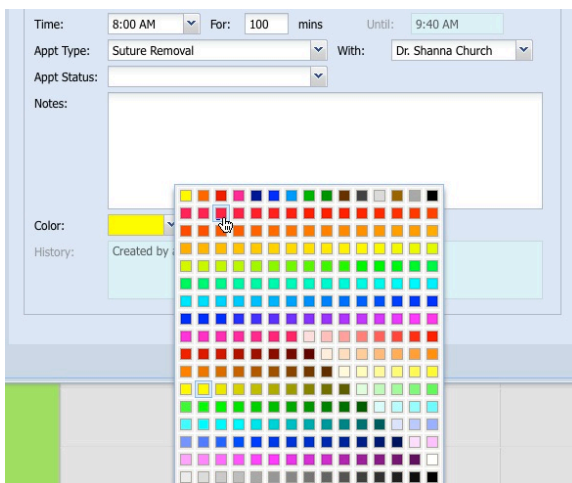 Time: 8:00 AM For: 100 mins Until: 9:40 AM
Appt Type: Suture Removal With: Dr. Shanna Church
Appt Status:
Notes:
Color:
History: Created by